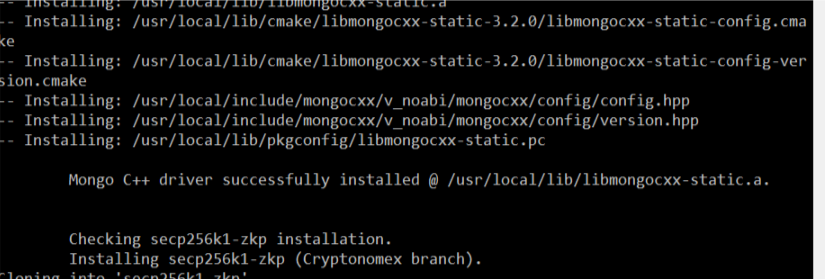 -- Installing: /usr/local/lib/libmongocxx-static.a
-- Installing: /usr/local/lib/cmake/libmongocxx-static-3.2.0/libmongocxx-static-config.cma
ke
-- Installing: /usr/local/lib/cmake/libmongocxx-static-3.2.0/libmongocxx-static-config-ver
sion.cmake
-- Installing: /usr/local/include/mongocxx/v_noabi/mongocxx/config/config.hpp
-- Installing: /usr/local/include/mongocxx/v_noabi/mongocxx/config/version.hpp
-- Installing: /usr/local/lib/pkgconfig/libmongocxx-static.pc
Mongo C++ driver successfully installed @ /usr/local/lib/libmongocxx-static.a.
Checking secp256k1-zkp installation.
Installing secp256k1-zkp (Cryptonomex branch).
Cloning into 'secp256k1-zkp'